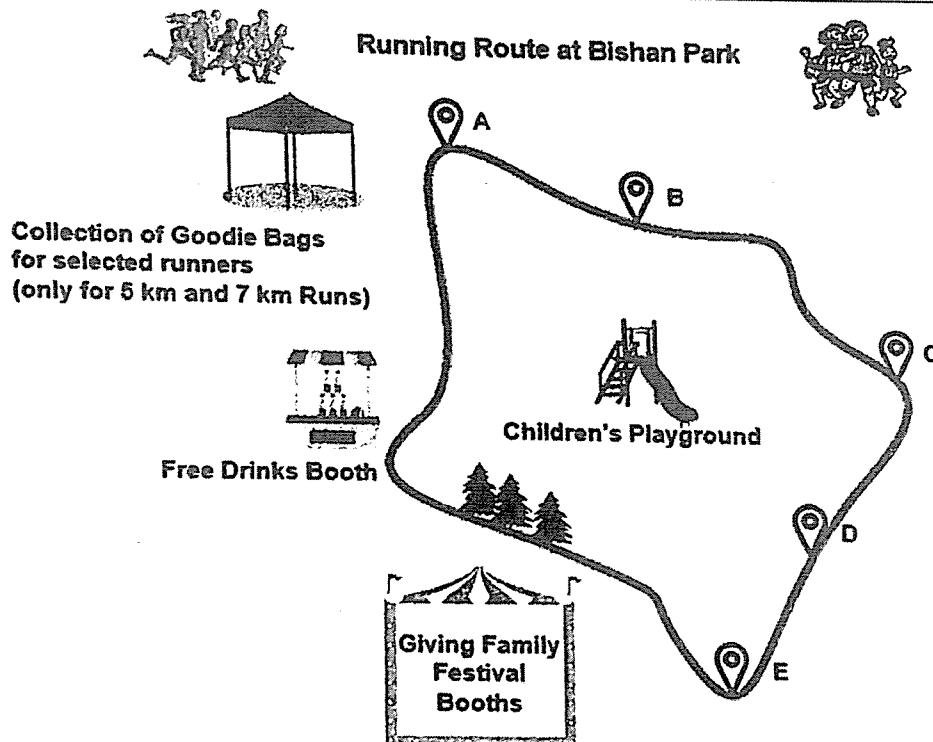 Running Route at Bishan Park
A
B
Collection of Goodie Bags
for selected runners
(only for 5 km and 7 km Runs)
C
Children's Playground
Free Drinks Booth
D
Giving Family
Festival
Booths
E